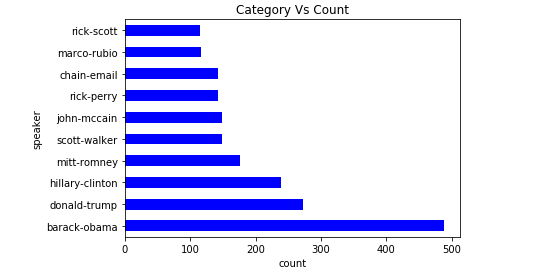 Category Vs Count
rick-scott
marco-rubio
chain-email
rick-perry
john-mccain
scott-walker
mitt-romney
hillary-clinton
donald-trump
barack-obama
speaker
0 100 200 300 400 500
count